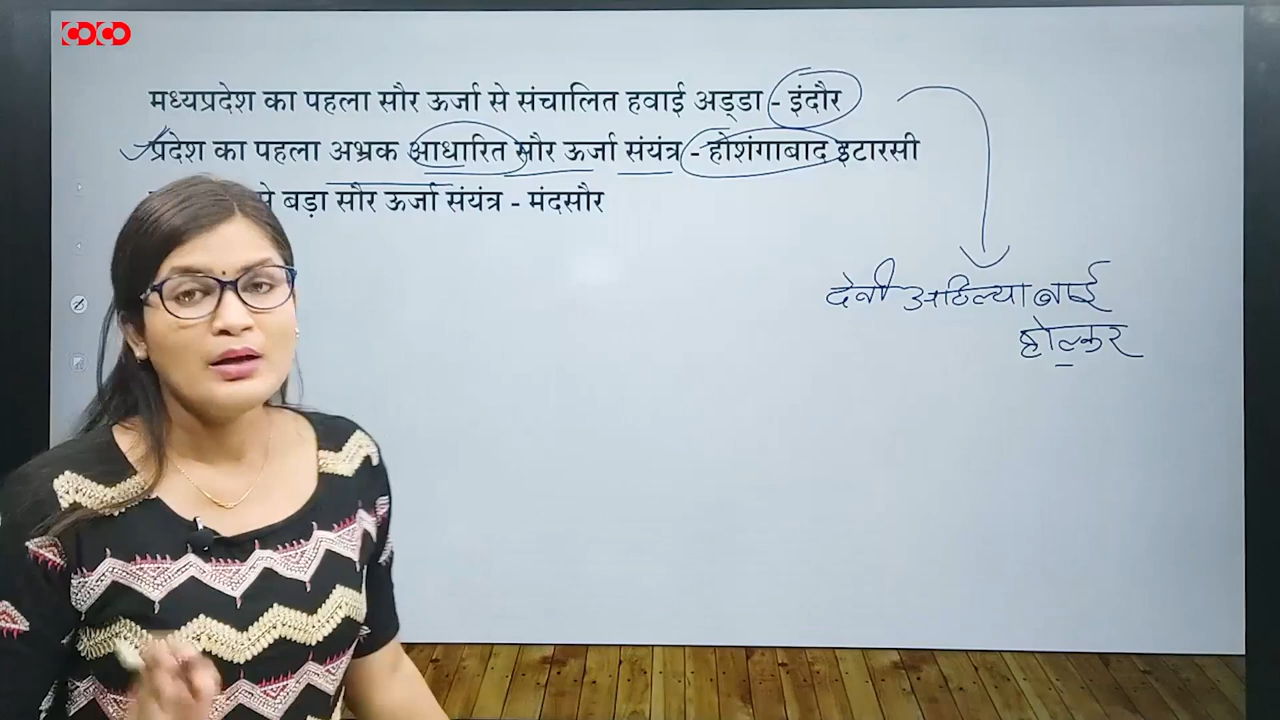 COCO
मध्यप्रदेश का पहला सौर ऊर्जा से संचालित हवाई अड्डा - इंदौर
प्रदेश का पहला अभ्रक आधारित सौर ऊर्जा संयंत्र - होशंगाबाद इटारसी
से बड़ा सौर ऊर्जा संयंत्र - मंदसौर
देवी अहिल्या बाई
होल्कर